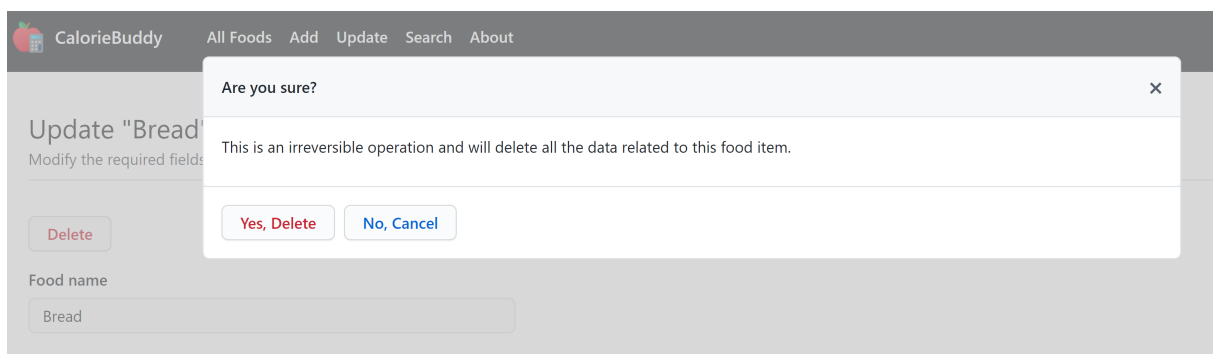 CalorieBuddy All Foods Add Update Search About
Are you sure? ×
Update "Bread"
Modify the required fields
This is an irreversible operation and will delete all the data related to this food item.
Yes, Delete No, Cancel
Delete
Food name
Bread